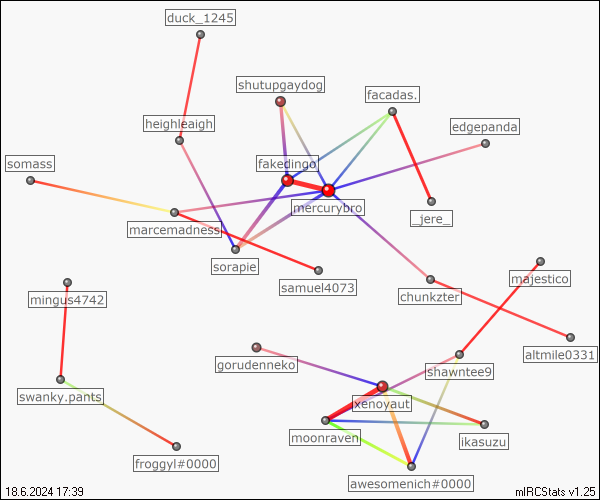 duck_1245
shutupgaydog
facadas.
heighleaigh
edgepanda
somass
fakedingo
mercurybro
_jere_
marcemadness
sorapie
majestico
samuel4073
chunkzter
mingus4742
altmile0331
gorudenneko
shawntee9
swanky.pants
xenoyaut
moonraven
ikasuzu
froggyl#0000
awesomenich#0000
18.6.2024 17:39
mIRCStats v1.25